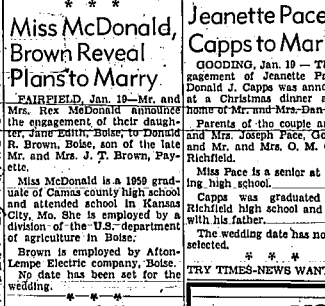 * * *
Miss McDonald,
Brown Reveal
Plans to Marry
FAIRFIELD, Jan. 19—Mr. and
Mrs. Rex McDonald announce
the engagement of their daugh-
ter, Jane Edith, Boise, to Donald
R. Brown, Boise, son of the late
Mr. and Mrs. J. T. Brown, Pay-
ette.
Miss McDonald is a 1959 grad-
uate of Camas county high school
and attended school in Kansas
City, Mo. She is employed by a
division of the U.S. department
of agriculture in Boise.
Brown is employed by Afton-
Lempe Electric company, Boise.
No date has been set for the
wedding.
* * *
Jeanette Pace
Capps to Mar
GOODING, Jan. 19 — T
gagement of Jeanette Pa
Donald J. Capps was anno
at a Christmas dinner a
home of Mr. and Mrs. Dan
Parents of the couple a
and Mrs. Joseph Pace, Go
and Mr. and Mrs. O. M.
Richfield.
Miss Pace is a senior at
ing high school.
Capps was graduated
Richfield high school and
with his father.
The wedding date has no
selected.
* * *
TRY TIMES-NEWS WANT